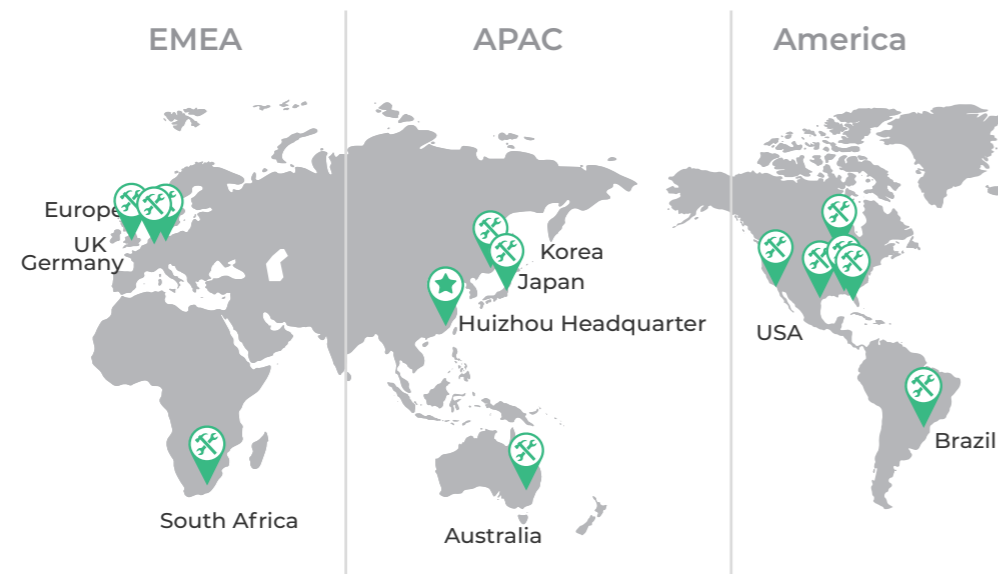 EMEA
APAC
America
Europe
UK
Germany
South Africa
Korea
Japan
Huizhou Headquarter
Australia
USA
Brazil